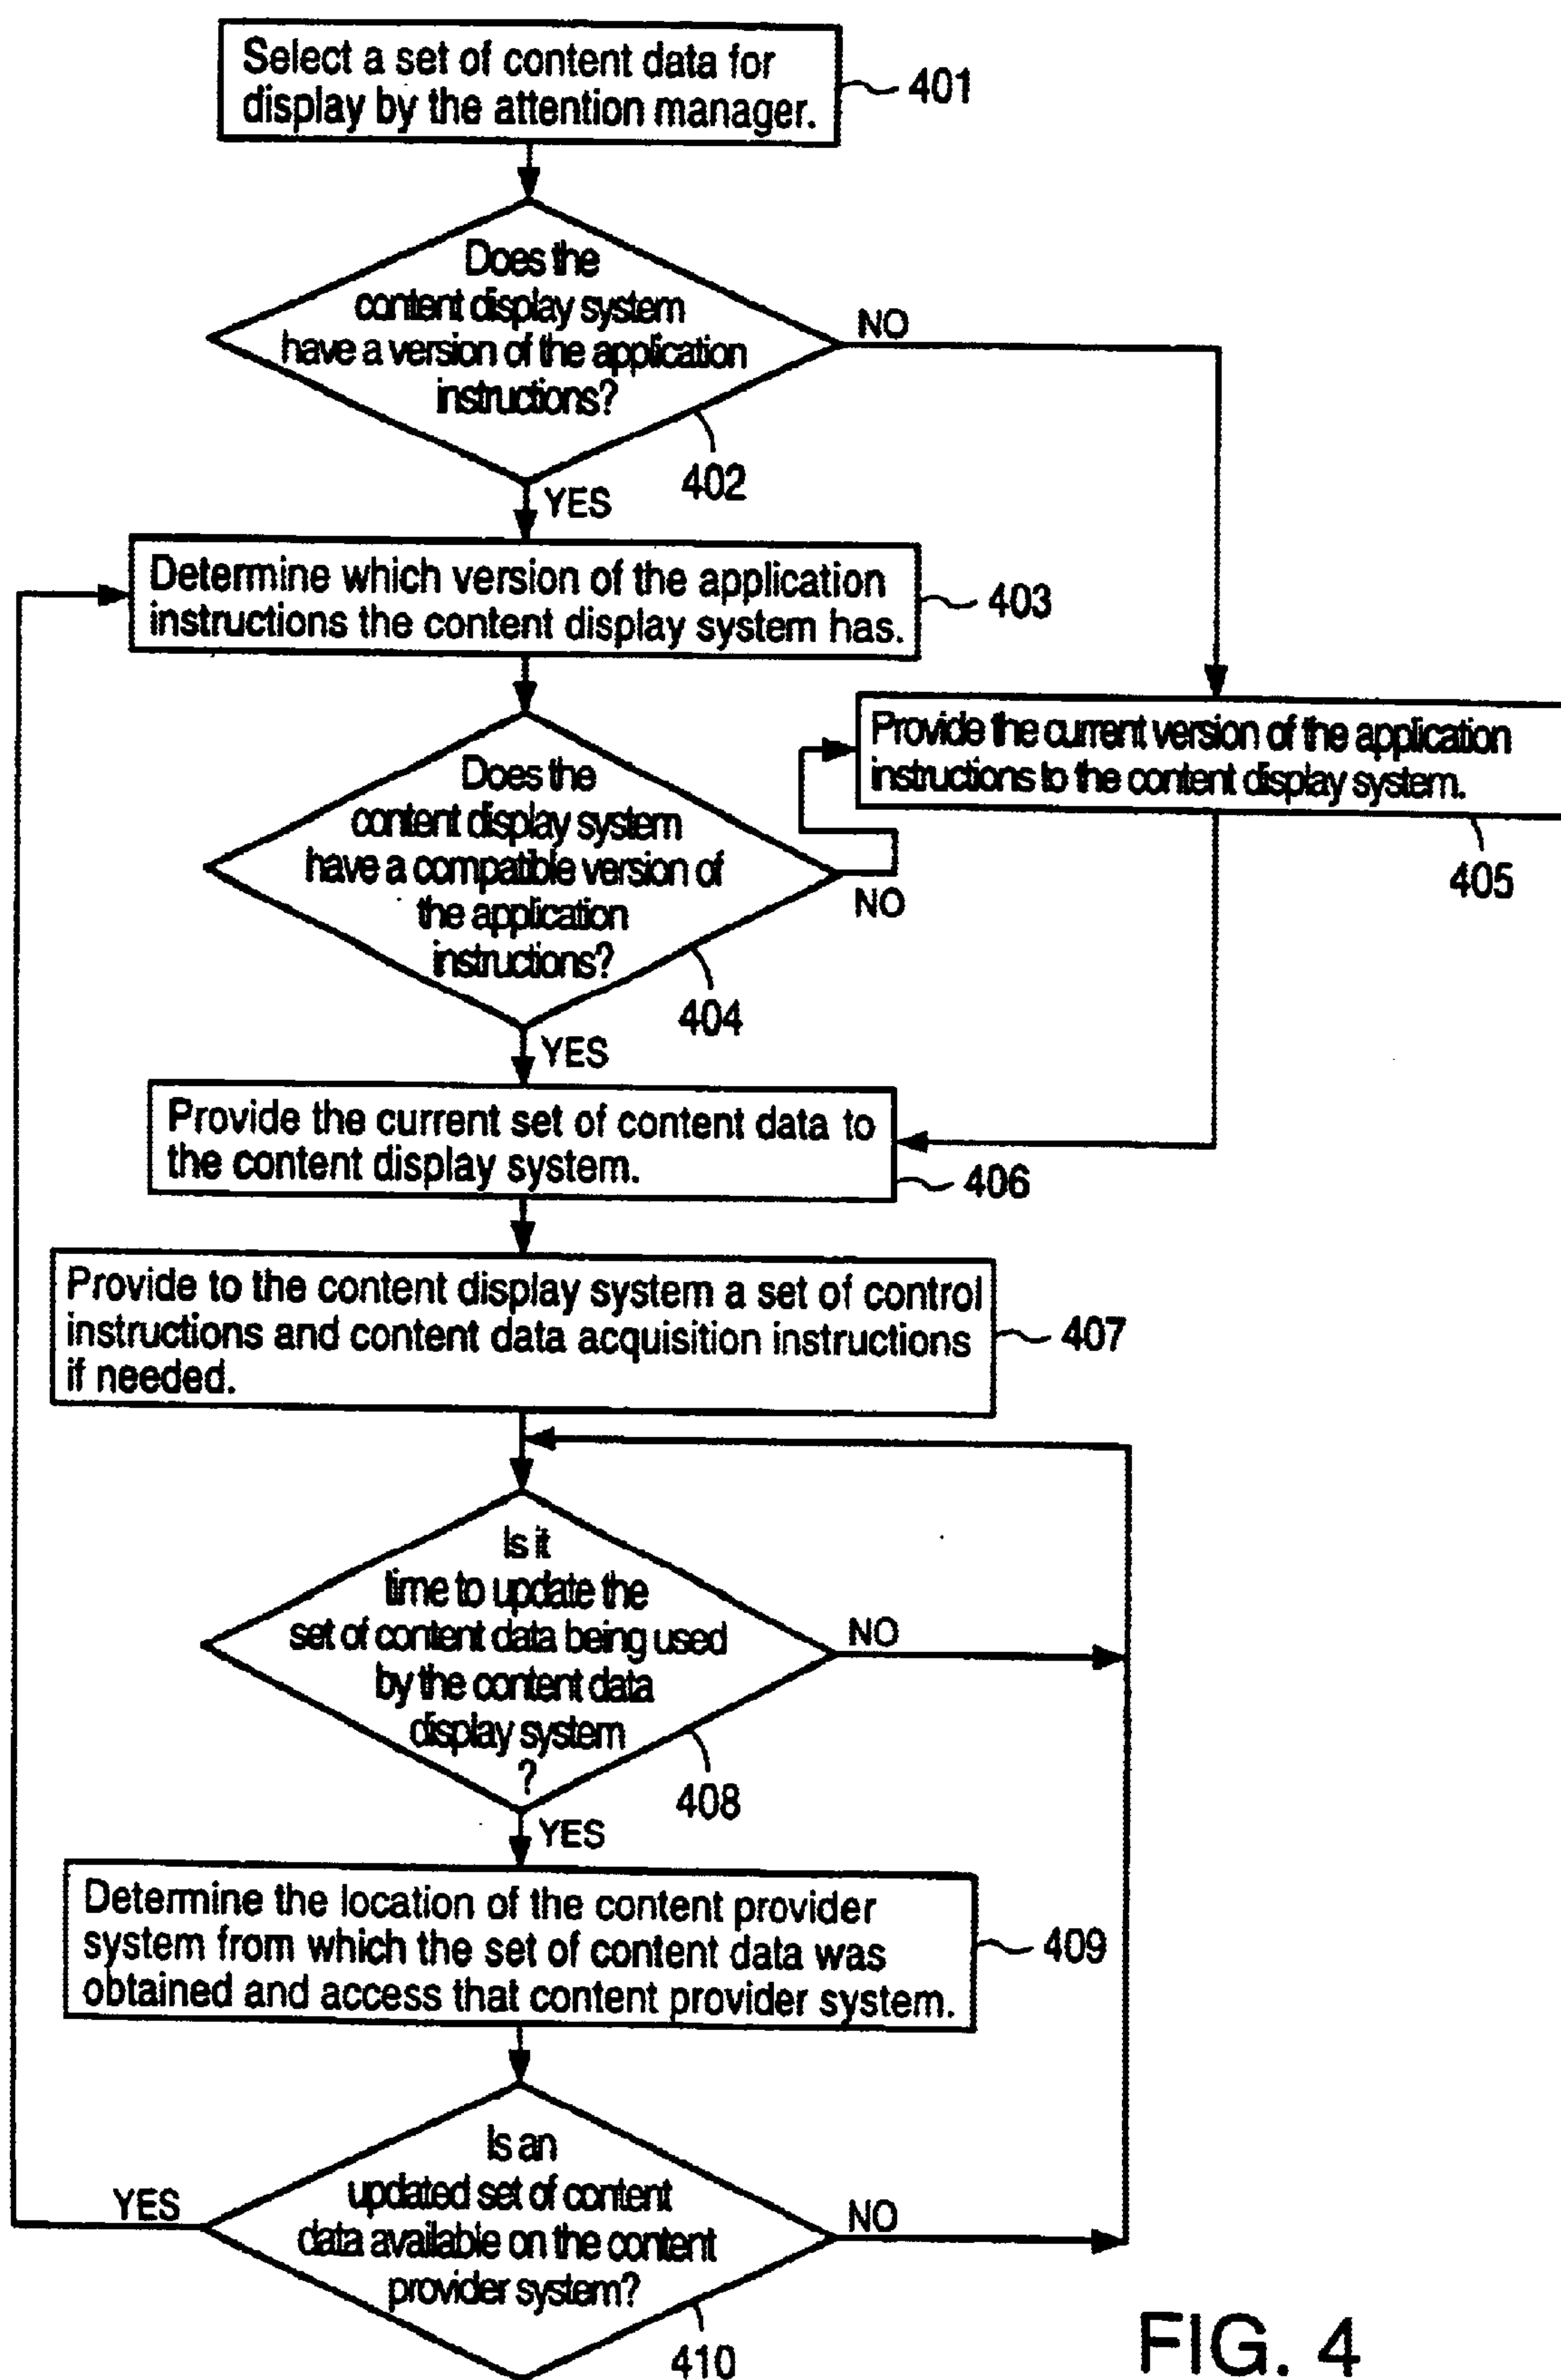 Select a set of content data for
display by the attention manager.
401
Does the
content display system
have a version of the application
instructions?
NO
402
YES
Determine which version of the application
instructions the content display system has.
403
Provide the current version of the application
instructions to the content display system.
405
Does the
content display system
have a compatible version of
the application
instructions?
NO
404
YES
Provide the current set of content data to
the content display system.
406
Provide to the content display system a set of control
instructions and content data acquisition instructions
if needed.
407
Is it
time to update the
set of content data being used
by the content data
display system
?
NO
408
YES
Determine the location of the content provider
system from which the set of content data was
obtained and access that content provider system.
409
Is an
updated set of content
data available on the content
provider system?
YES
NO
410
FIG. 4